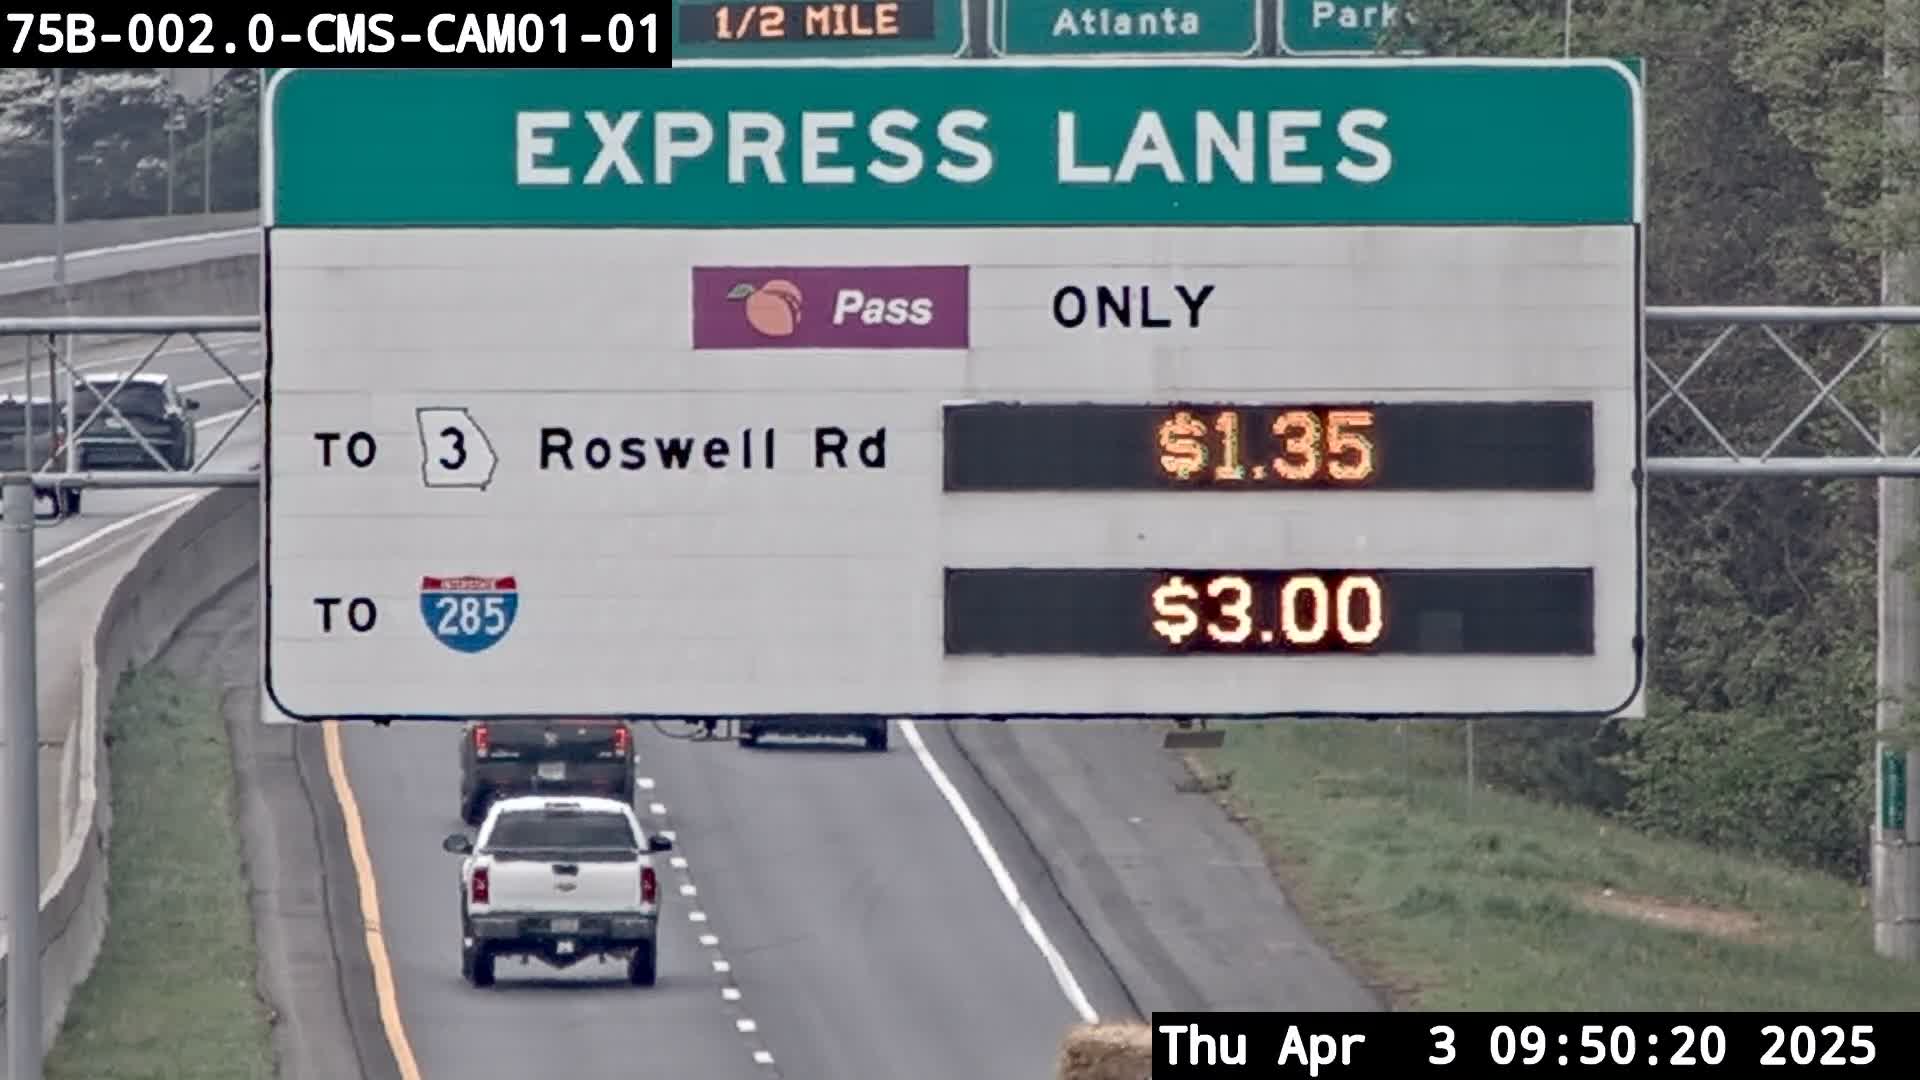 75B-002.0-CMS-CAM01-01
1/2 MILE
Atlanta
EXPRESS LANES
Pass ONLY
TO 3 Roswell Rd $1.35
TO INTERSTATE 285 $3.00
Thu Apr 3 09:50:20 2025